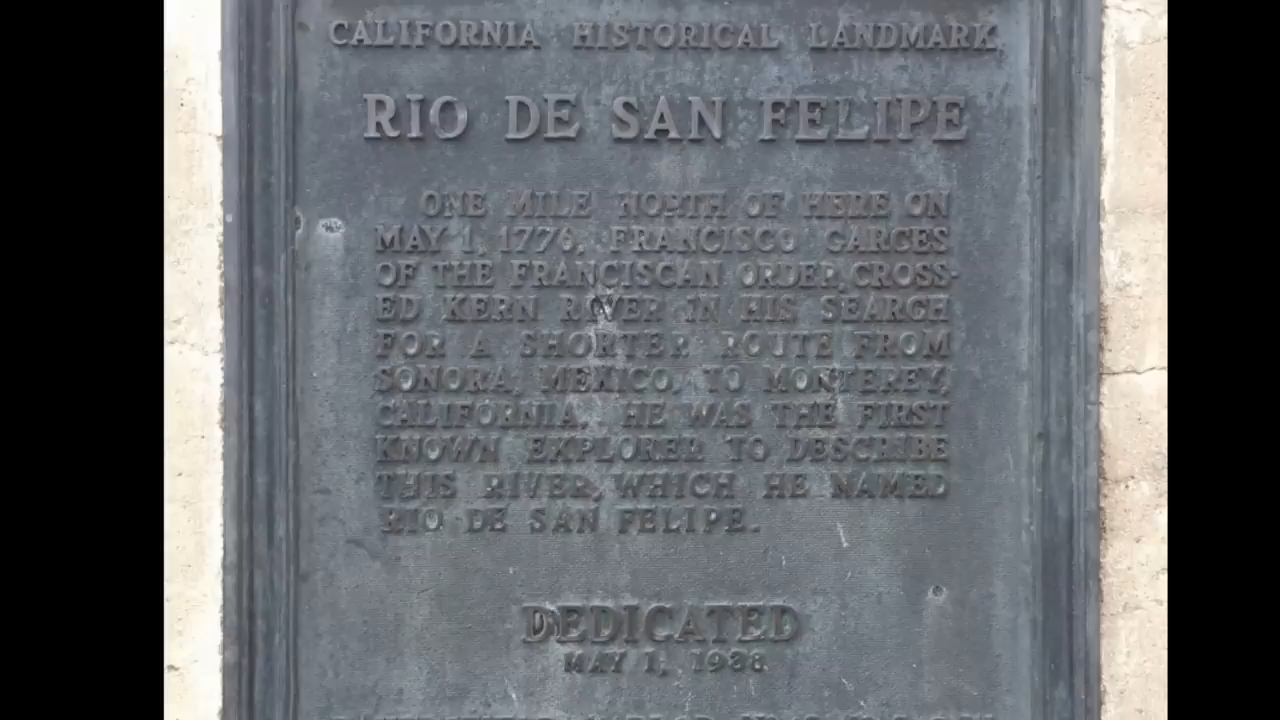 CALIFORNIA HISTORICAL LANDMARK
RIO DE SAN FELIPE
ONE MILE NORTH OF HERE ON
MAY 1, 1776, FRANCISCO GARCES
OF THE FRANCISCAN ORDER, CROSS-
ED KERN RIVER IN HIS SEARCH
FOR A SHORTER ROUTE FROM
SONORA, MEXICO, TO MONTEREY,
CALIFORNIA. HE WAS THE FIRST
KNOWN EXPLORER TO DESCRIBE
THIS RIVER, WHICH HE NAMED
RIO DE SAN FELIPE.
DEDICATED
MAY 1, 1988